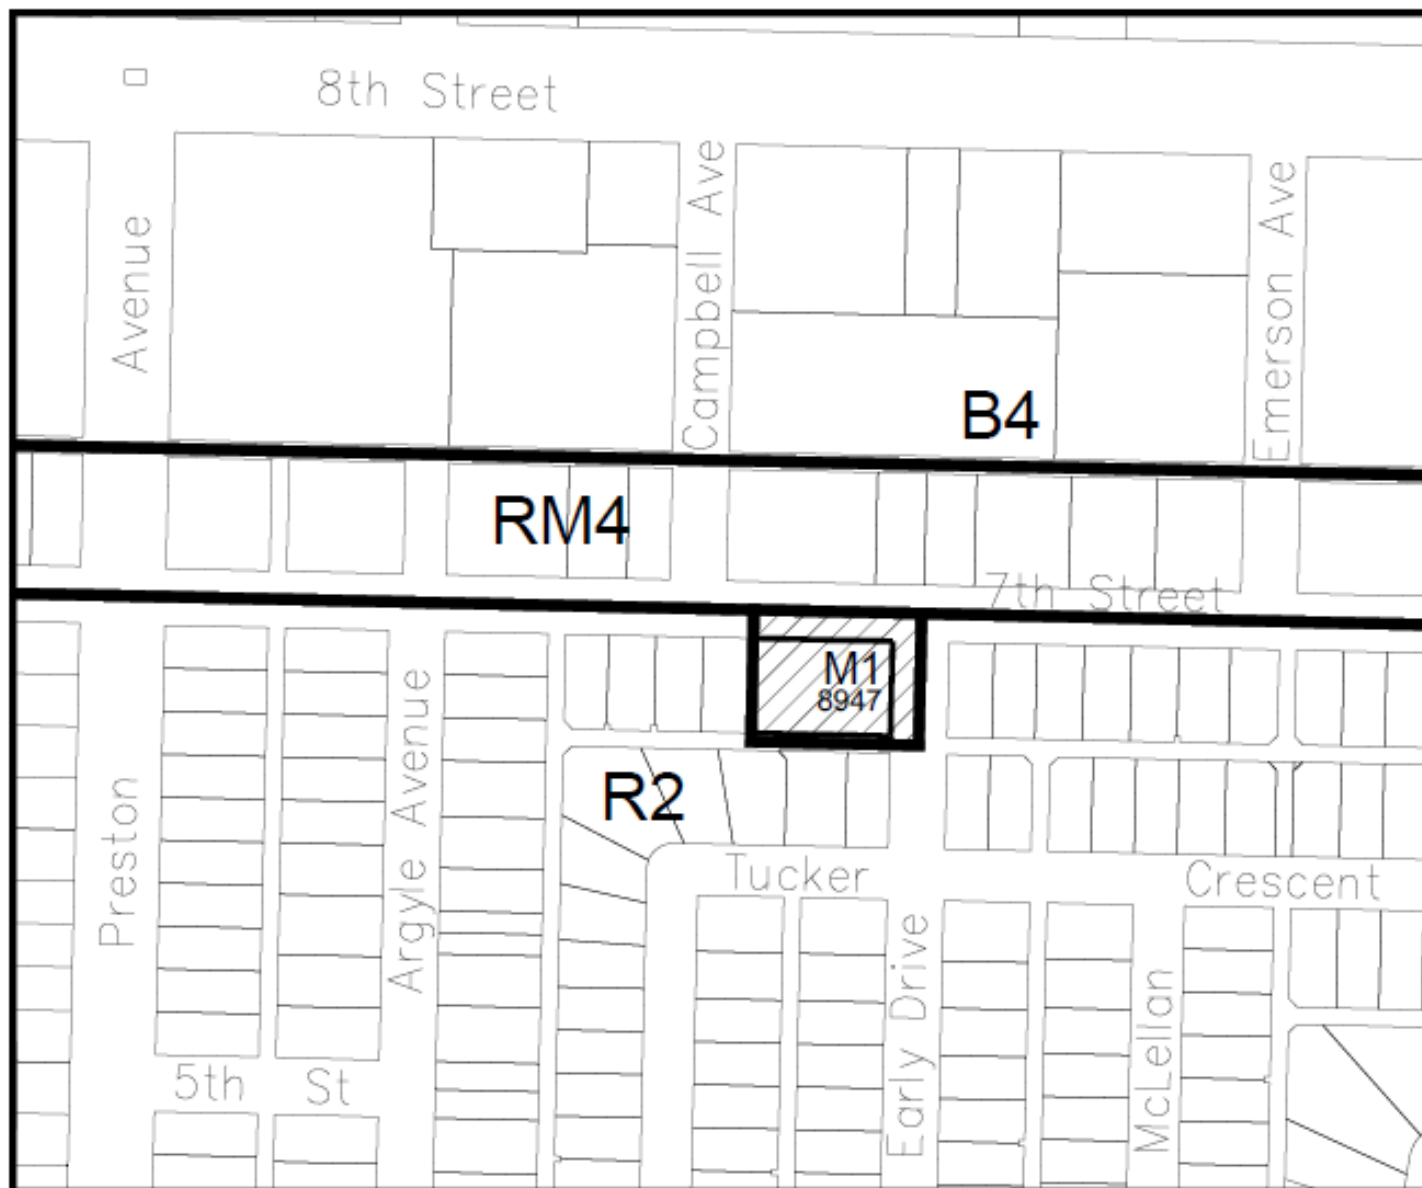 8th Street
Avenue
Campbell Ave
Emerson Ave
B4
RM4
7th Street
M1
8947
R2
Preston
Argyle Avenue
Tucker
Crescent
Early Drive
McLellan
5th St